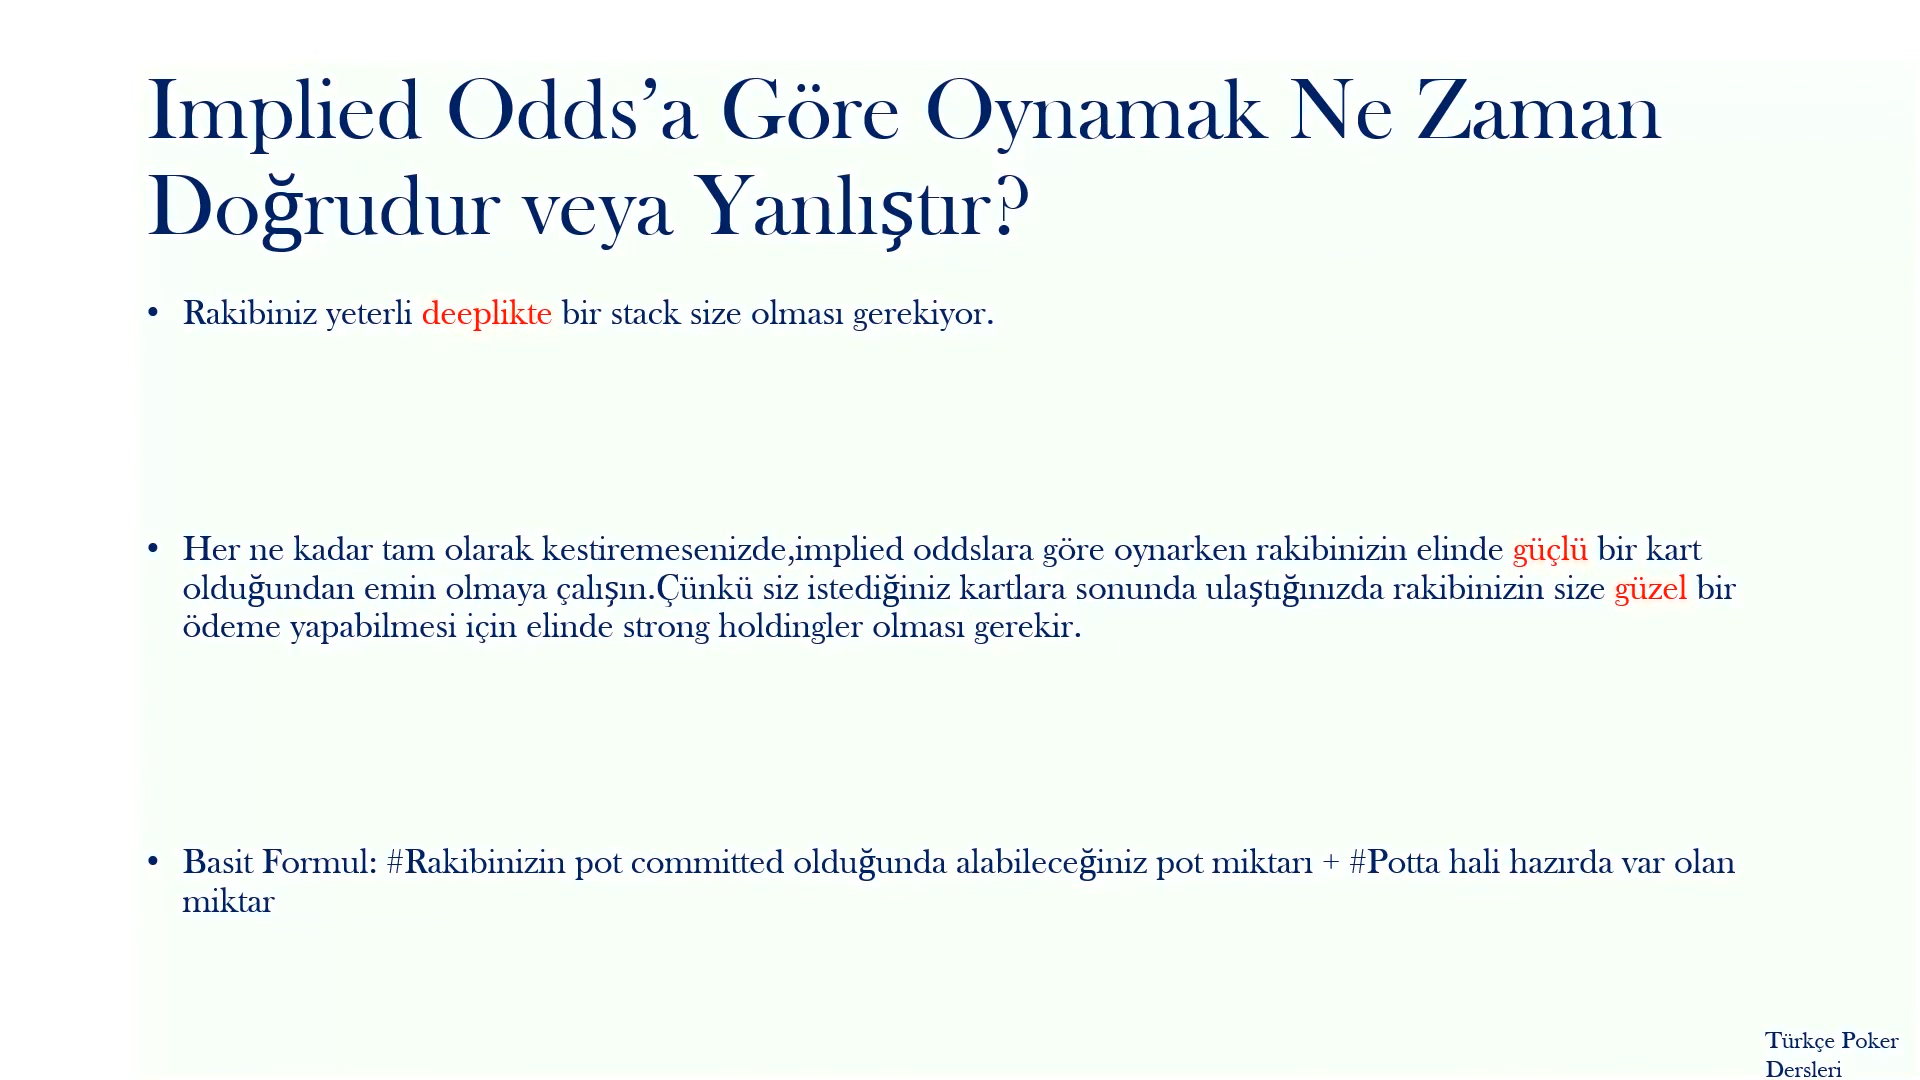 Implied Odds’a Göre Oynamak Ne Zaman
Doğrudur veya Yanlıştır?
• Rakibiniz yeterli deeplikte bir stack size olması gerekiyor.
• Her ne kadar tam olarak kestiremesenizde,implied oddslara göre oynarken rakibinizin elinde güçlü bir kart
olduğundan emin olmaya çalışın.Çünkü siz istediğiniz kartlara sonunda ulaştığınızda rakibinizin size güzel bir
ödeme yapabilmesi için elinde strong holdingler olması gerekir.
• Basit Formul: #Rakibinizin pot committed olduğunda alabileceğiniz pot miktarı + #Potta hali hazırda var olan
miktar
Türkçe Poker
Dersleri